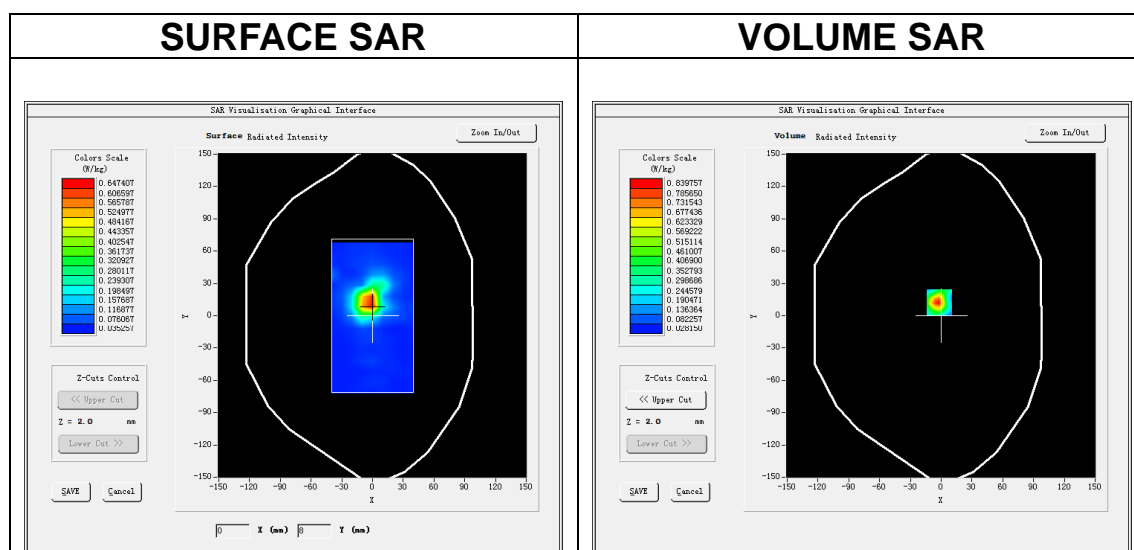 SURFACE SAR
VOLUME SAR
SAR Visualisation Graphical Interface
Surface Radiated Intensity
Zoom In/Out
Colors Scale
(W/kg)
0.647407
0.606597
0.565787
0.524977
0.484167
0.443357
0.402547
0.361737
0.320927
0.280117
0.239307
0.198497
0.157687
0.116877
0.076067
0.035257
Z-Cuts Control
<< Upper Cut
Z = 2.0 mm
Lower Cut >>
SAVE Cancel
150
120
90
60
30
0
-30
-60
-90
-120
-150
Y
-150 -120 -90 -60 -30 0 30 60 90 120 150
X
0 X (mm) 8 Y (mm)
SAR Visualisation Graphical Interface
Volume Radiated Intensity
Zoom In/Out
Colors Scale
(W/kg)
0.839757
0.785650
0.731543
0.677436
0.623329
0.569222
0.515114
0.461007
0.406900
0.352793
0.298686
0.244579
0.190471
0.136364
0.082257
0.028150
Z-Cuts Control
<< Upper Cut
Z = 2.0 mm
Lower Cut >>
SAVE Cancel
150
120
90
60
30
0
-30
-60
-90
-120
-150
Y
-150 -120 -90 -60 -30 0 30 60 90 120 150
X